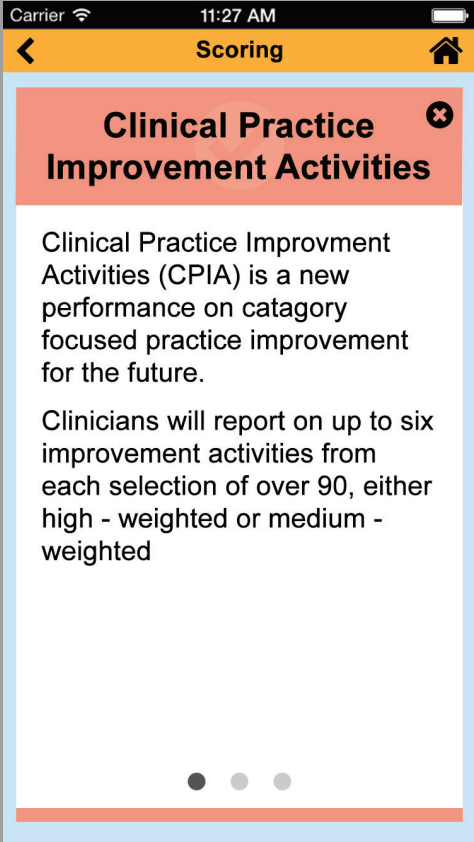 Carrier 11:27 AM
Scoring
Clinical Practice
Improvement Activities
Clinical Practice Improvment
Activities (CPIA) is a new
performance on catagory
focused practice improvement
for the future.
Clinicians will report on up to six
improvement activities from
each selection of over 90, either
high - weighted or medium -
weighted